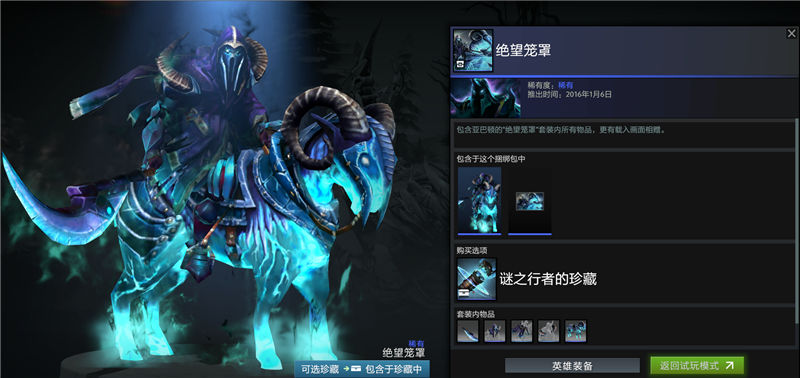 绝望笼罩
稀有度：稀有
推出时间：2016年1月6日
包含亚巴顿的"绝望笼罩"套装内所有物品，更有载入画面相赠。
包含于这个捆绑包中
购买选项
谜之行者的珍藏
套装内物品
稀有
绝望笼罩
可选珍藏 包含于珍藏中
英雄装备
返回试玩模式